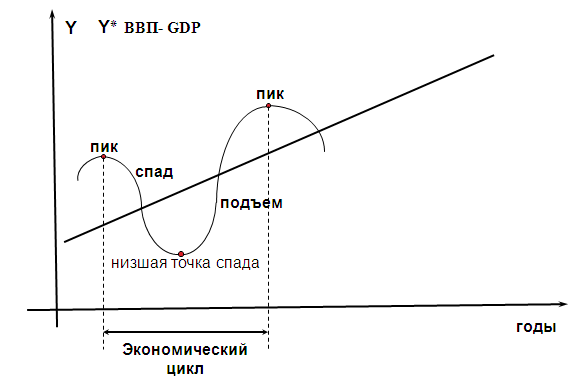 Y Y* ВВП- GDP
пик
пик
спад
подъем
низшая точка спада
годы
Экономический
цикл